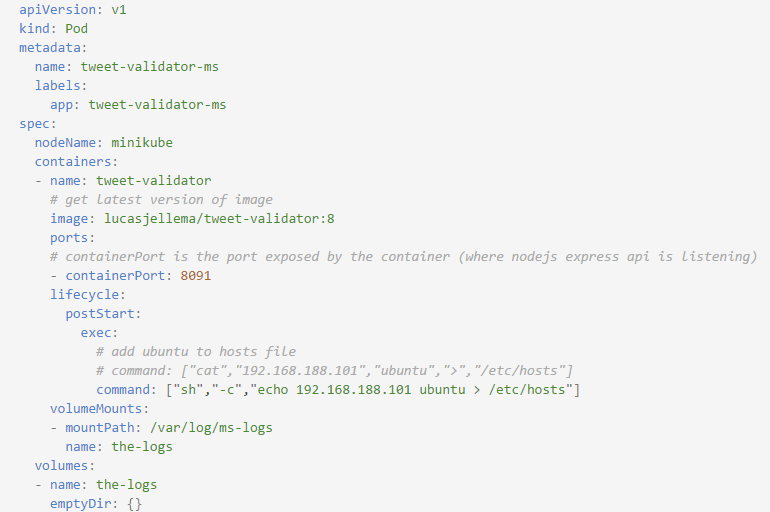 apiVersion: v1
kind: Pod
metadata:
  name: tweet-validator-ms
  labels:
    app: tweet-validator-ms
spec:
  nodeName: minikube
  containers:
  - name: tweet-validator
    # get latest version of image
    image: lucasjellema/tweet-validator:8
    ports:
    # containerPort is the port exposed by the container (where nodejs express api is listening)
    - containerPort: 8091
    lifecycle:
      postStart:
        exec:
          # add ubuntu to hosts file
          # command: ["cat","192.168.188.101","ubuntu",">","/etc/hosts"]
          command: ["sh","-c","echo 192.168.188.101 ubuntu > /etc/hosts"]
    volumeMounts:
    - mountPath: /var/log/ms-logs
      name: the-logs
  volumes:
  - name: the-logs
    emptyDir: {}